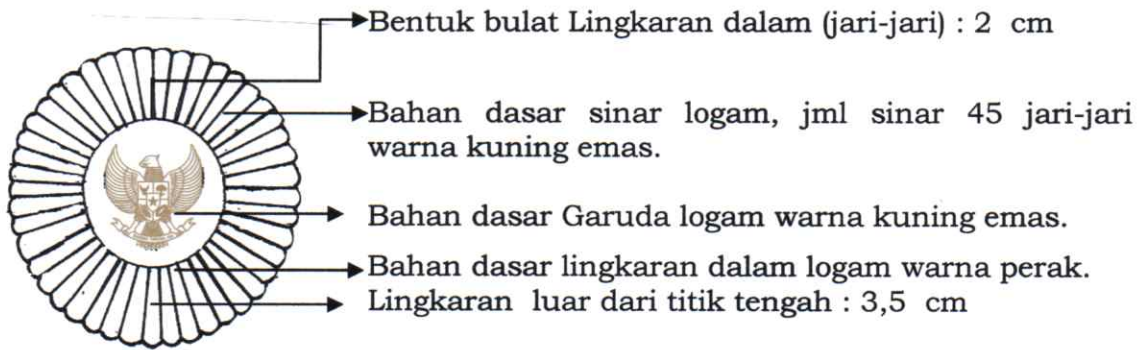 Bentuk bulat Lingkaran dalam (jari-jari) : 2 cm
Bahan dasar sinar logam, jml sinar 45 jari-jari
warna kuning emas.
Bahan dasar Garuda logam warna kuning emas.
Bahan dasar lingkaran dalam logam warna perak.
Lingkaran luar dari titik tengah : 3,5 cm